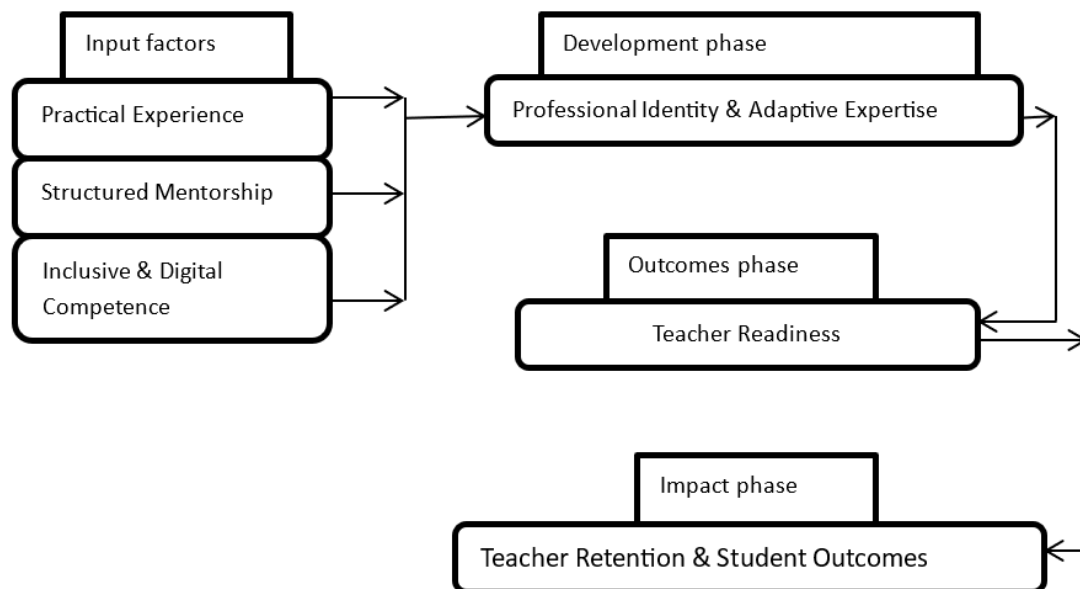 Input factors
Practical Experience
Structured Mentorship
Inclusive & Digital
Competence
Development phase
Professional Identity & Adaptive Expertise
Outcomes phase
Teacher Readiness
Impact phase
Teacher Retention & Student Outcomes